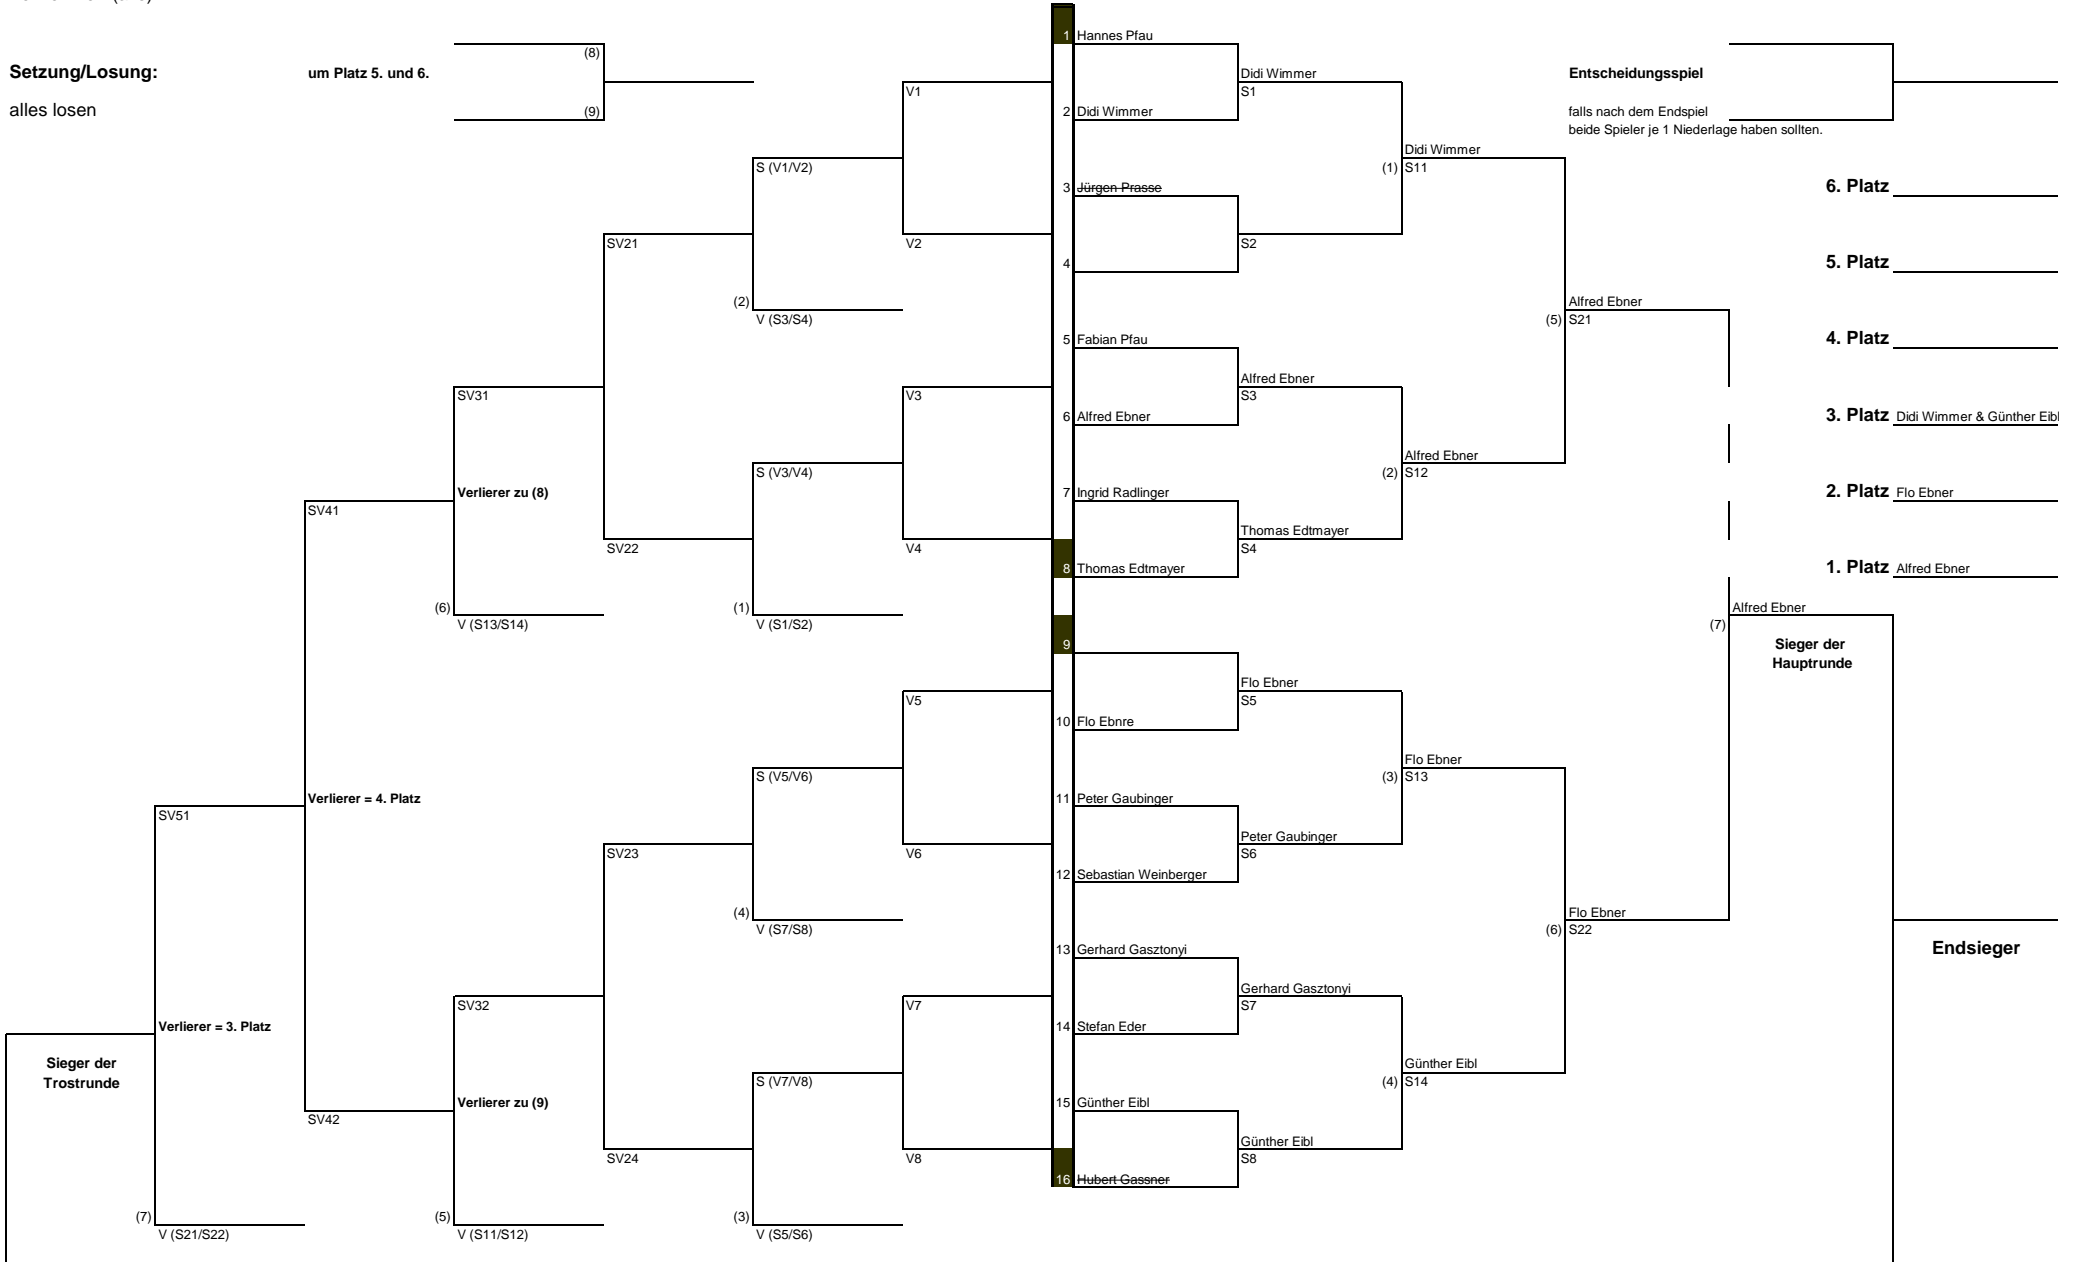 1 Hannes Pfau
(8)
Setzung/Losung:
um Platz 5. und 6.
Didi Wimmer
Entscheidungsspiel
V1
S1
alles losen
(9)
2 Didi Wimmer
falls nach dem Endspiel
beide Spieler je 1 Niederlage haben sollten.
Didi Wimmer
S (V1/V2)
(1) S11
3 Jürgen Prasse
6. Platz
SV21
V2
S2
4
5. Platz
(2)
Alfred Ebner
V (S3/S4)
(5) S21
5 Fabian Pfau
4. Platz
Alfred Ebner
SV31
V3
S3
6 Alfred Ebner
3. Platz Didi Wimmer & Günther Eibl
Alfred Ebner
S (V3/V4)
(2) S12
Verlierer zu (8)
7 Ingrid Radlinger
2. Platz Flo Ebner
SV41
Thomas Edtmayer
SV22
V4
S4
8 Thomas Edtmayer
1. Platz Alfred Ebner
(6)
(1)
Alfred Ebner
V (S13/S14)
V (S1/S2)
(7)
9
Sieger der
Hauptrunde
Flo Ebner
V5
S5
10 Flo Ebnre
Flo Ebner
S (V5/V6)
(3) S13
Verlierer = 4. Platz
11 Peter Gaubinger
SV51
Peter Gaubinger
SV23
V6
S6
12 Sebastian Weinberger
(4)
Flo Ebner
V (S7/S8)
(6) S22
13 Gerhard Gasztonyi
Endsieger
Gerhard Gasztonyi
SV32
V7
S7
Verlierer = 3. Platz
14 Stefan Eder
Sieger der
Trostrunde
Günther Eibl
S (V7/V8)
(4) S14
Verlierer zu (9)
15 Günther Eibl
SV42
Günther Eibl
SV24
V8
S8
16 Hubert Gassner
(7)
(5)
(3)
V (S21/S22)
V (S11/S12)
V (S5/S6)